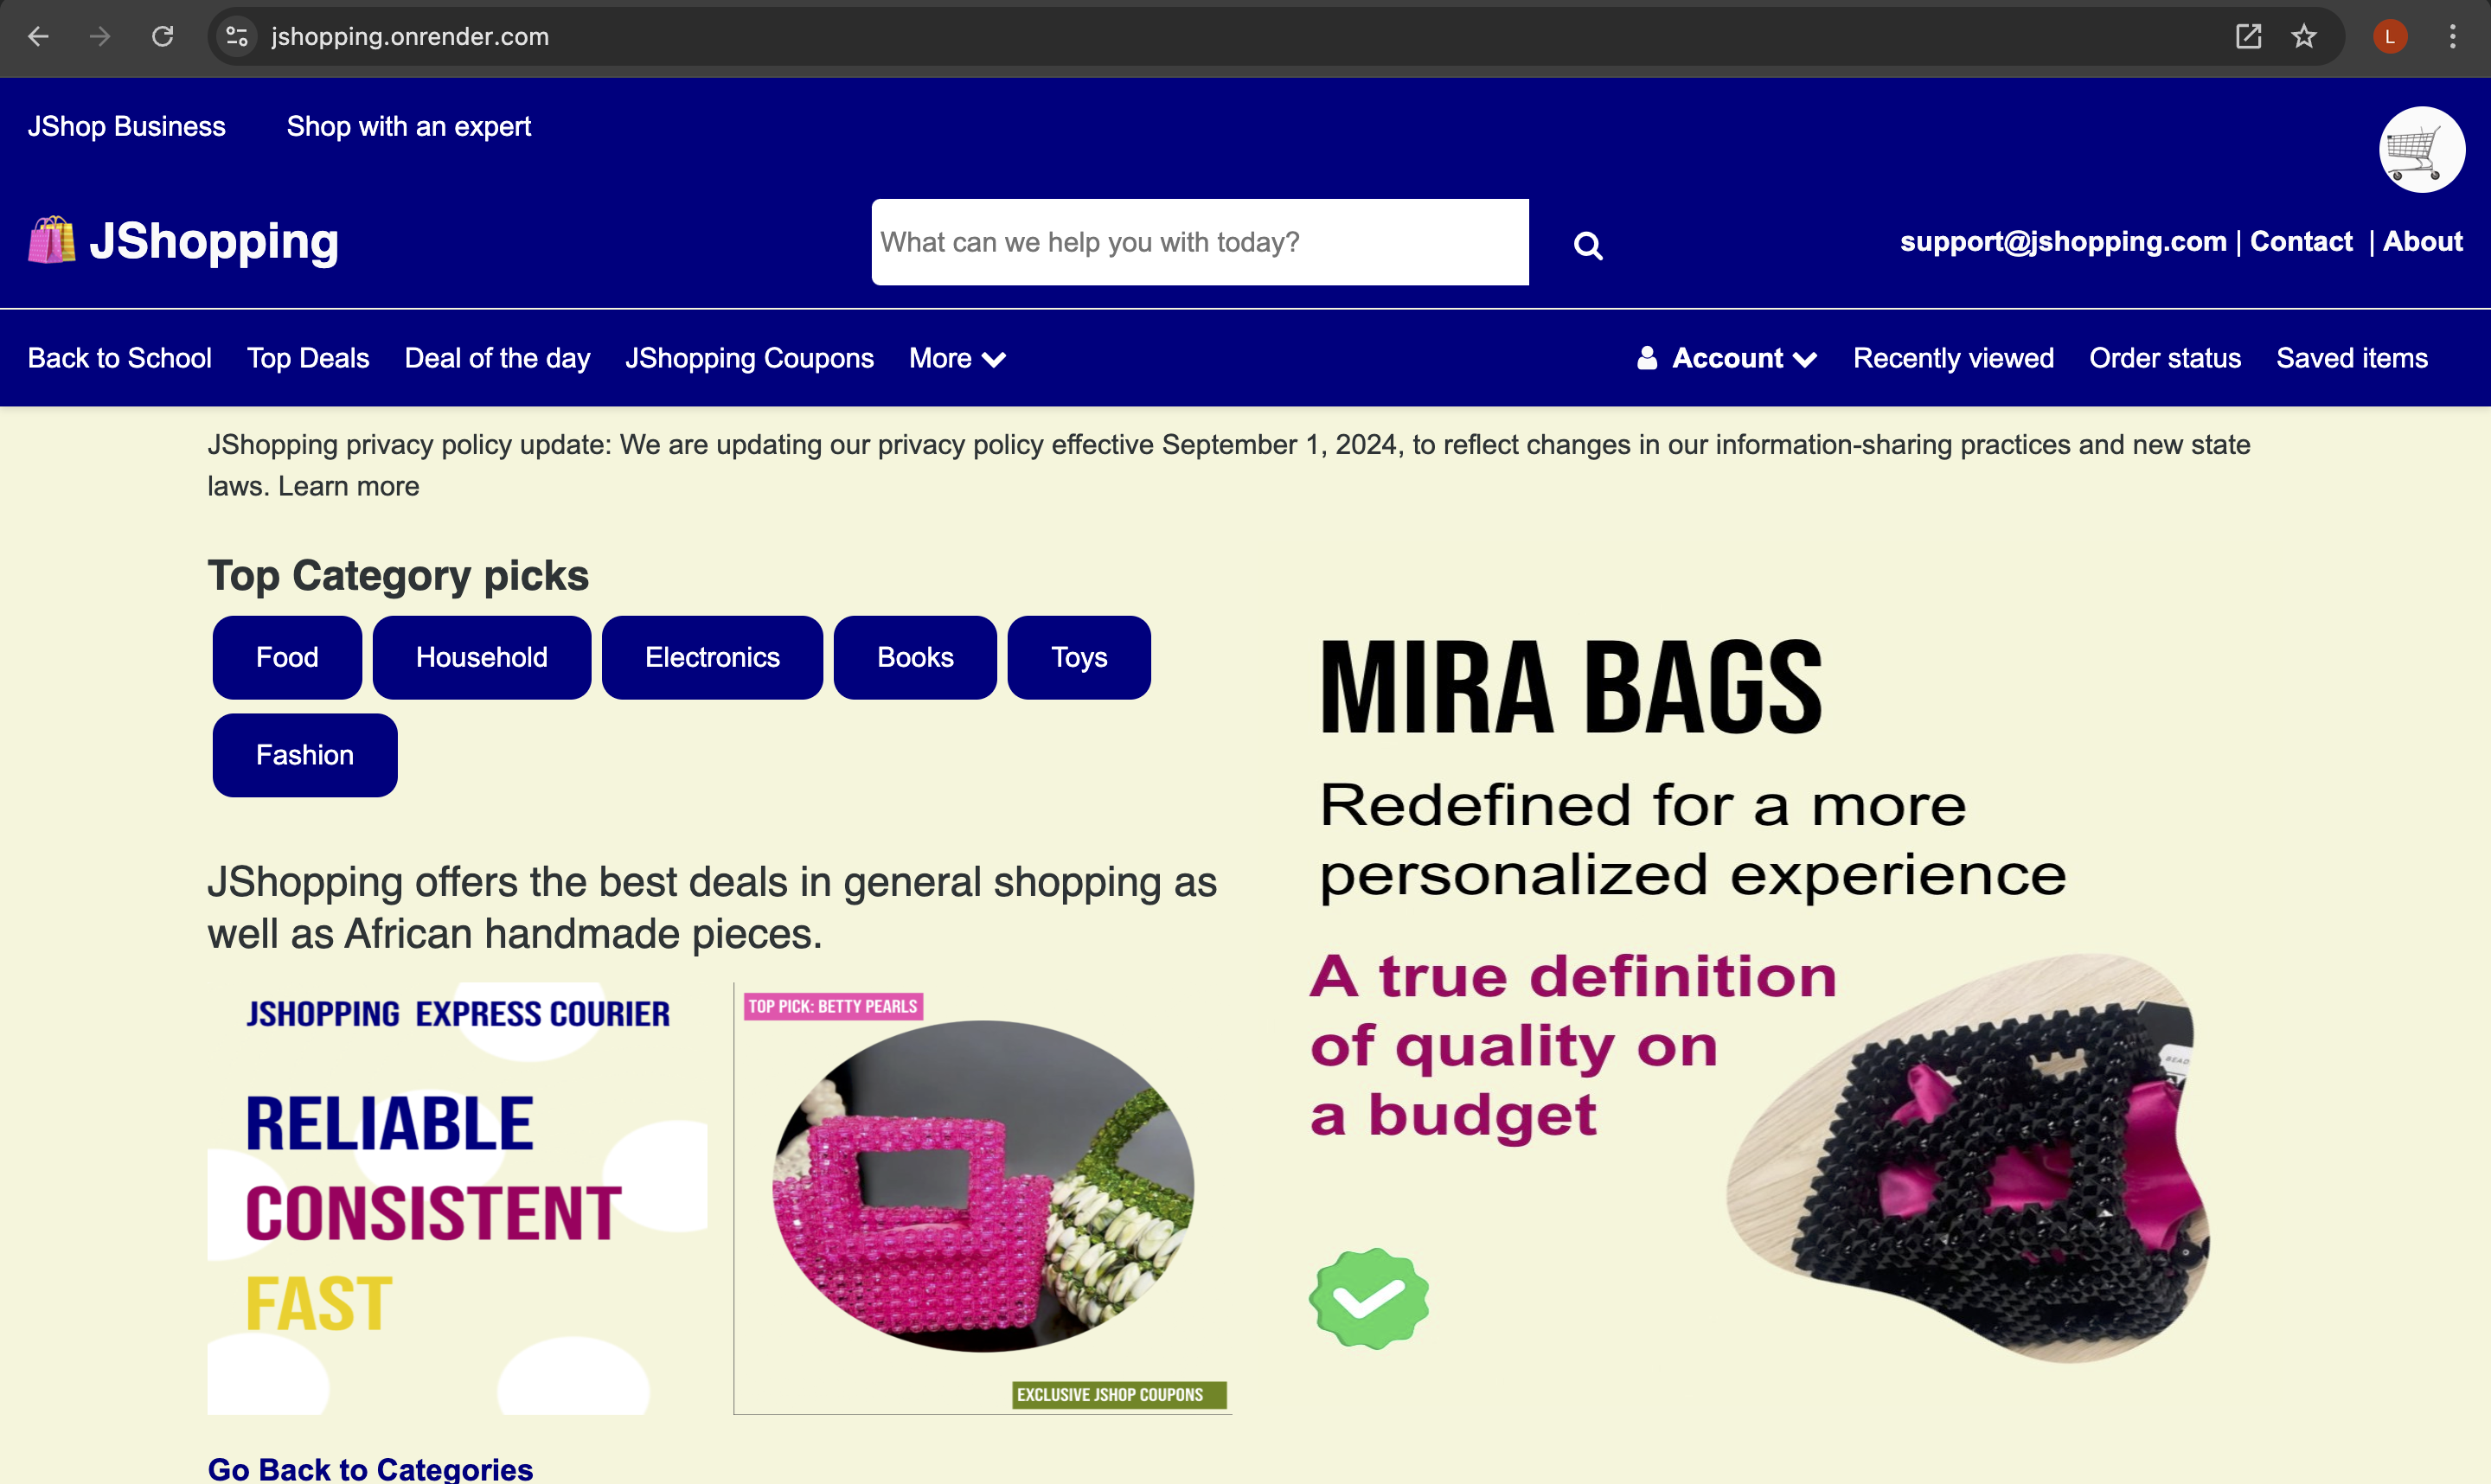 jshopping.onrender.com
L
JShop Business Shop with an expert
JShopping
What can we help you with today?
support@jshopping.com | Contact | About
Back to School Top Deals Deal of the day JShopping Coupons More Account Recently viewed Order status Saved items
JShopping privacy policy update: We are updating our privacy policy effective September 1, 2024, to reflect changes in our information-sharing practices and new state
laws. Learn more
Top Category picks
Food Household Electronics Books Toys
Fashion
JShopping offers the best deals in general shopping as
well as African handmade pieces.
JSHOPPING EXPRESS COURIER
RELIABLE
CONSISTENT
FAST
TOP PICK: BETTY PEARLS
EXCLUSIVE JSHOP COUPONS
Go Back to Categories
MIRA BAGS
Redefined for a more
personalized experience
A true definition
of quality on
a budget